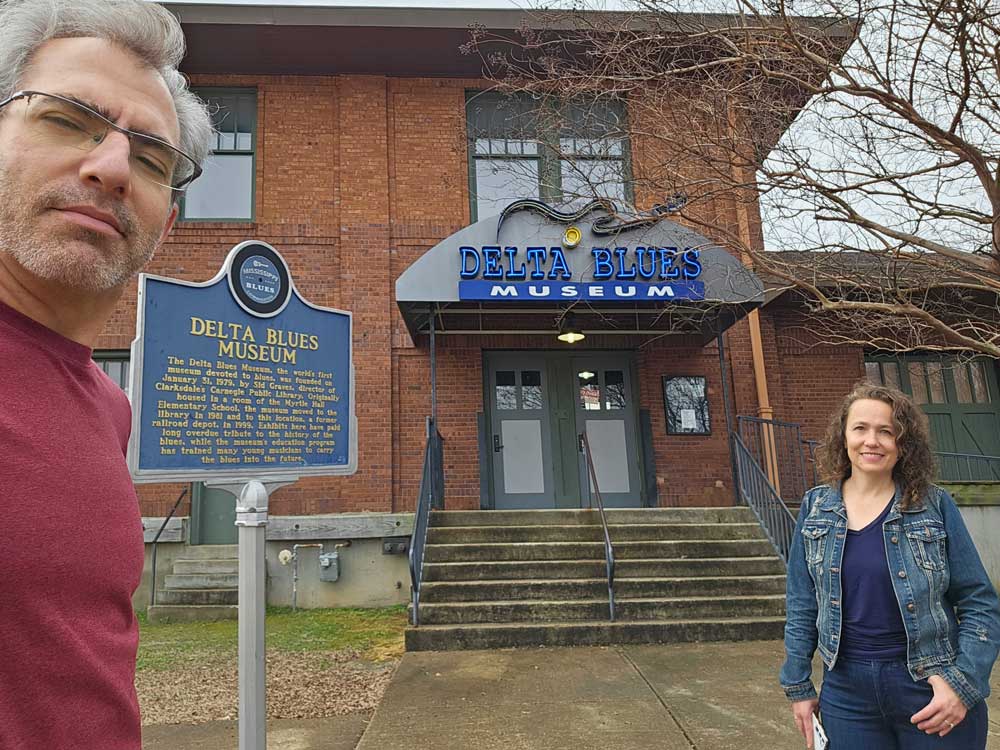 MISSISSIPPI
BLUES
DELTA BLUES
MUSEUM
The Delta Blues Museum, the world's first
museum devoted to blues, was founded on
January 31, 1979, by Sid Graves, director of
Clarksdale's Carnegie Public Library. Originally
housed in a room of the Myrtle Hall
Elementary School, the museum moved to the
library in 1981 and to this location, a former
railroad depot, in 1999. Exhibits here have paid
long overdue tribute to the history of the
blues, while the museum's education program
has trained many young musicians to carry
the blues into the future.
DELTA BLUES
MUSEUM